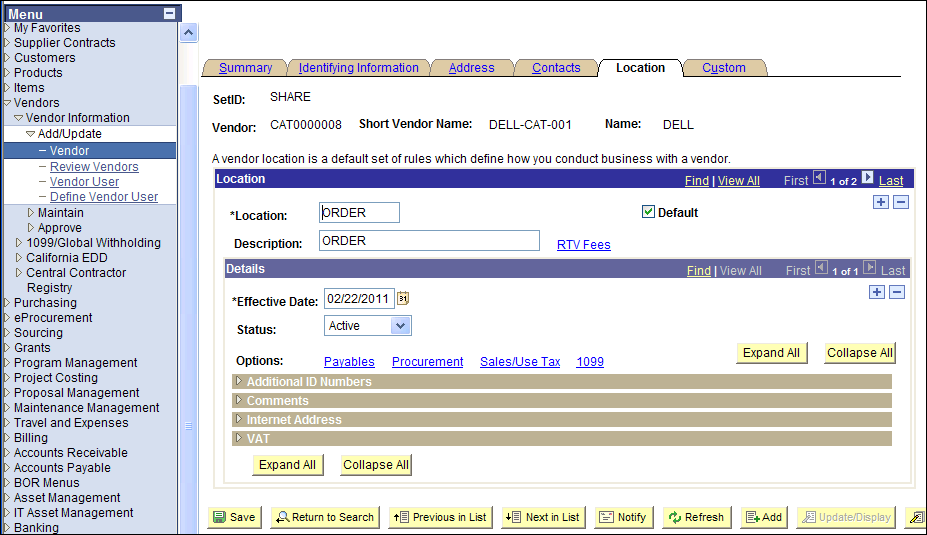 Menu
My Favorites
Supplier Contracts
Customers
Products
Items
Vendors
Vendor Information
Add/Update
Vendor
Review Vendors
Vendor User
Define Vendor User
Maintain
Approve
1099/Global Withholding
California EDD
Central Contractor
Registry
Purchasing
eProcurement
Sourcing
Grants
Program Management
Project Costing
Proposal Management
Maintenance Management
Travel and Expenses
Billing
Accounts Receivable
Accounts Payable
BOR Menus
Asset Management
IT Asset Management
Banking
Summary Identifying Information Address Contacts Location Custom
SetID: SHARE
Vendor: CAT0000008 Short Vendor Name: DELL-CAT-001 Name: DELL
A vendor location is a default set of rules which define how you conduct business with a vendor.
Location Find | View All First 1 of 2 Last
*Location: ORDER Default
Description: ORDER RTV Fees
Details Find | View All First 1 of 1 Last
*Effective Date: 02/22/2011 31
Status: Active
Options: Payables Procurement Sales/Use Tax 1099 Expand All Collapse All
Additional ID Numbers
Comments
Internet Address
VAT
Expand All Collapse All
Save Return to Search Previous in List Next in List Notify Refresh Add Update/Display